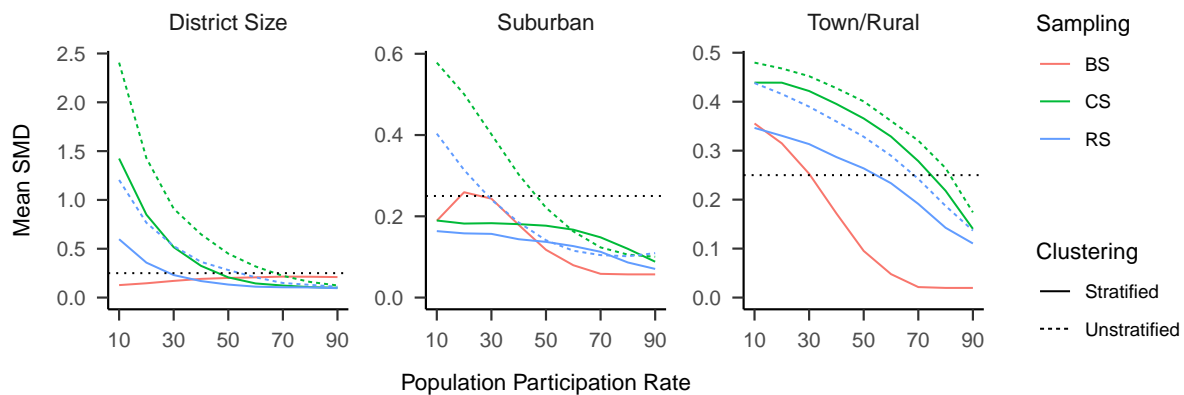 District Size
Suburban
Town/Rural
Mean SMD
2.5
2.0
1.5
1.0
0.5
0.0
10 30 50 70 90
0.6
0.4
0.2
0.0
10 30 50 70 90
0.5
0.4
0.3
0.2
0.1
0.0
10 30 50 70 90
Population Participation Rate
Sampling
BS
CS
RS
Clustering
Stratified
Unstratified